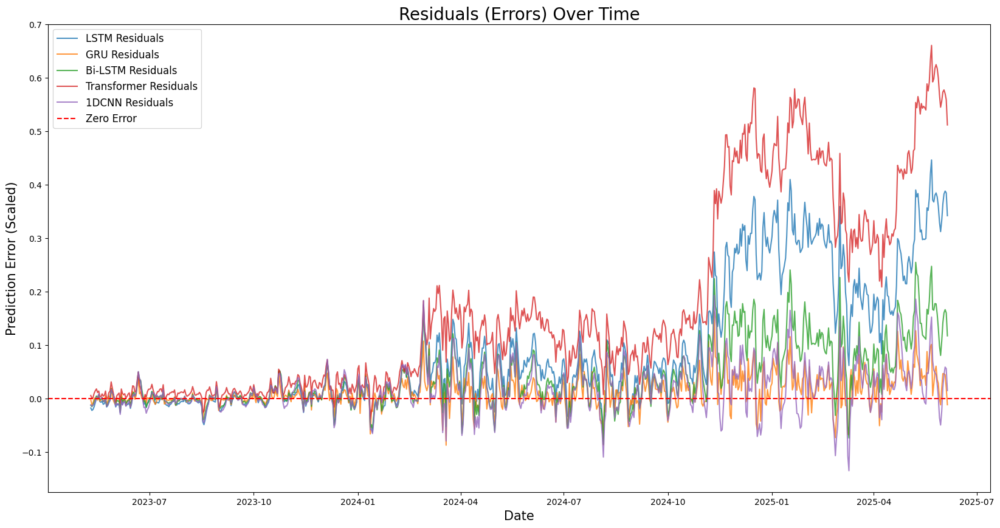 Residuals (Errors) Over Time
LSTM Residuals
GRU Residuals
Bi-LSTM Residuals
Transformer Residuals
1DCNN Residuals
Zero Error
Prediction Error (Scaled)
0.7
0.6
0.5
0.4
0.3
0.2
0.1
0.0
−0.1
2023-07
2023-10
2024-01
2024-04
2024-07
2024-10
2025-01
2025-04
2025-07
Date